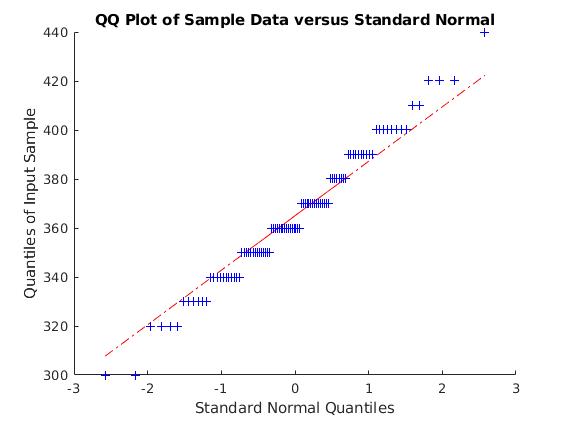 QQ Plot of Sample Data versus Standard Normal
440
420
400
380
360
340
320
300
Quantiles of Input Sample
-3 -2 -1 0 1 2 3
Standard Normal Quantiles